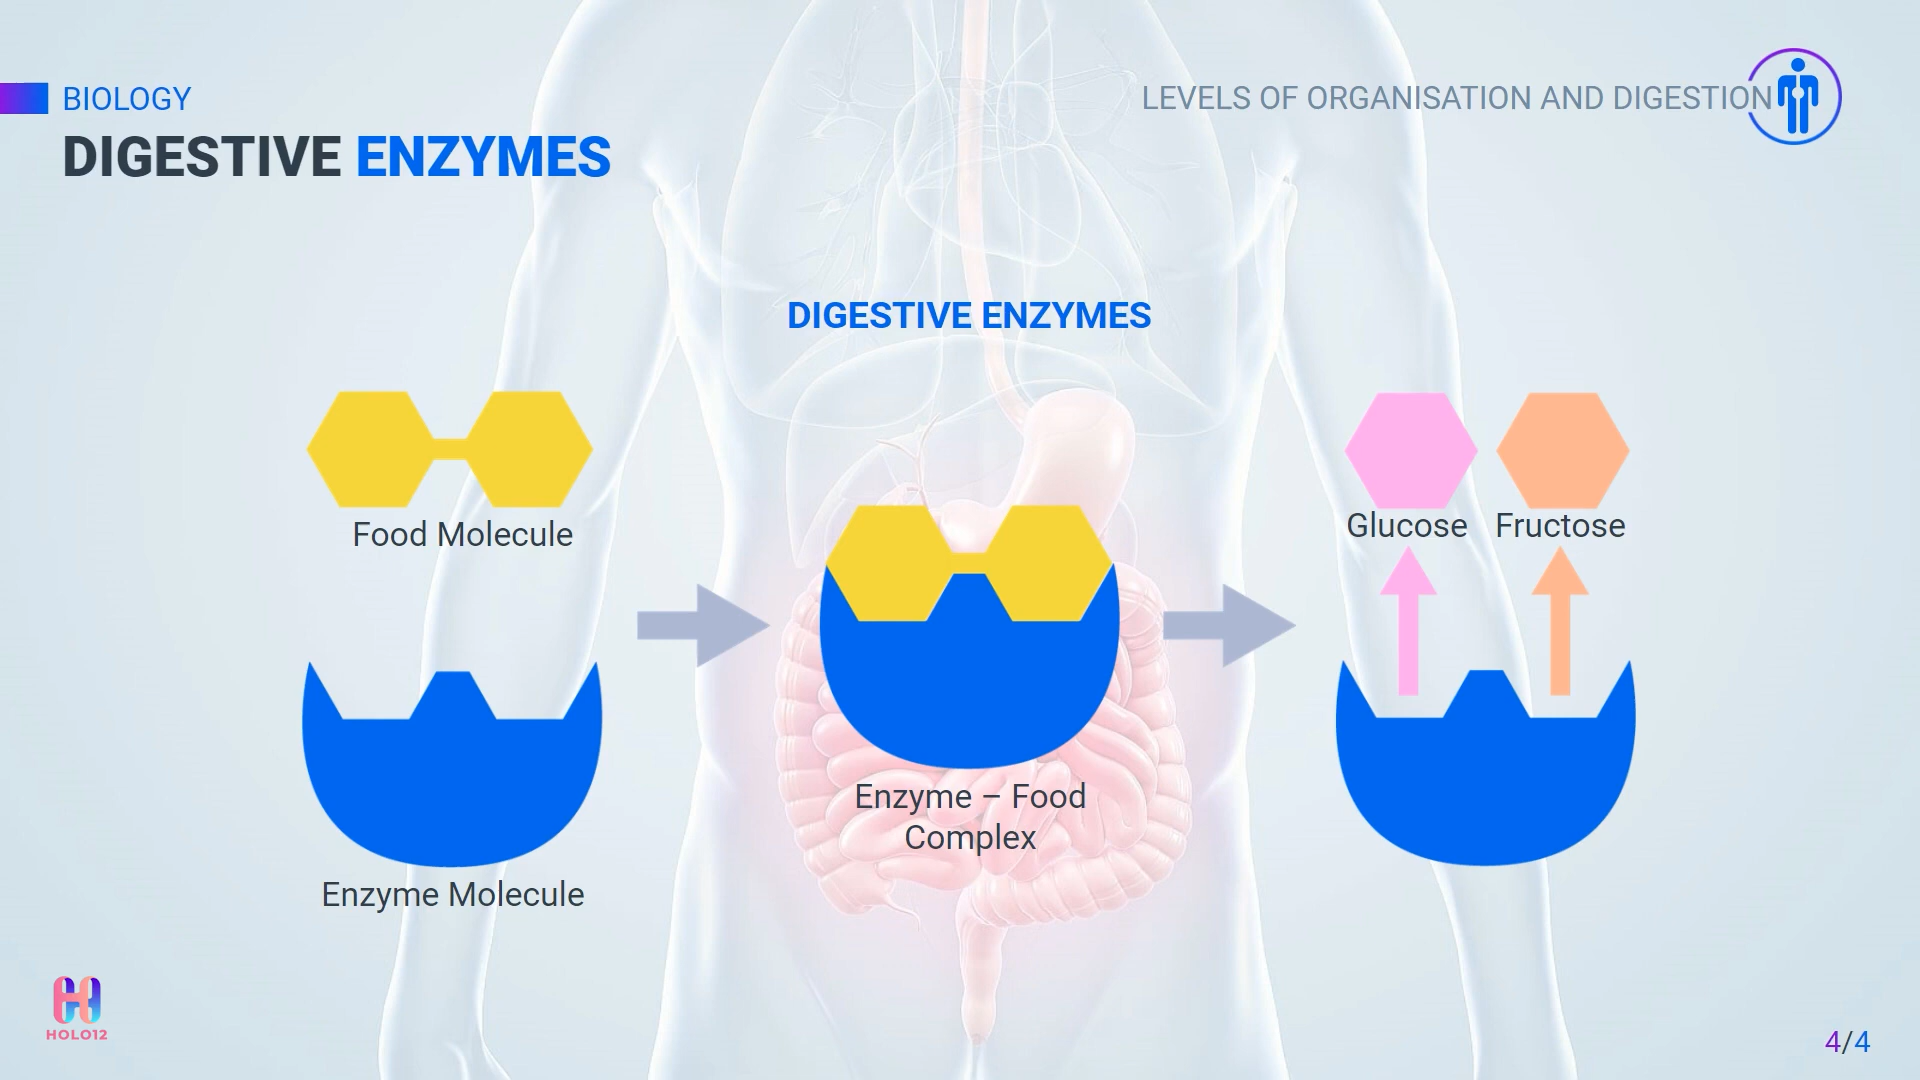 BIOLOGY
DIGESTIVE ENZYMES
LEVELS OF ORGANISATION AND DIGESTION
DIGESTIVE ENZYMES
Food Molecule
Enzyme Molecule
Enzyme – Food
Complex
Glucose
Fructose
HOLO12
4/4